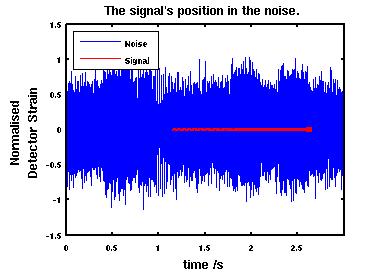 The signal's position in the noise.
Normalised
Detector Strain
1.5
1
0.5
0
-0.5
-1
-1.5
Noise
Signal
0
0.5
1
1.5
2
2.5
time /s